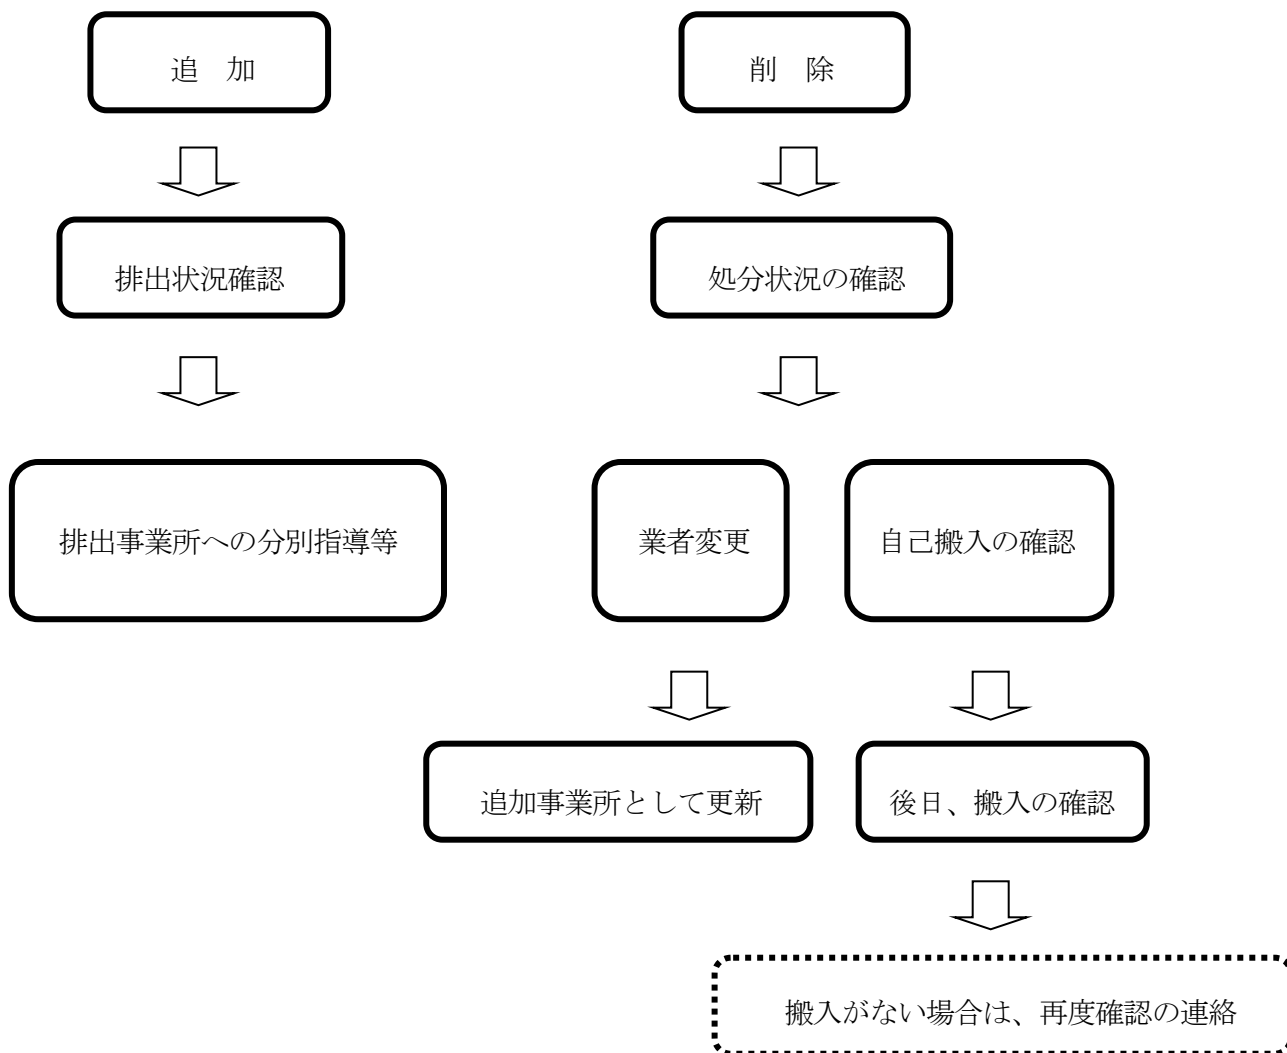 追　加
削　除
排出状況確認
処分状況の確認
排出事業所への分別指導等
業者変更
自己搬入の確認
追加事業所として更新
後日、搬入の確認
搬入がない場合は、再度確認の連絡